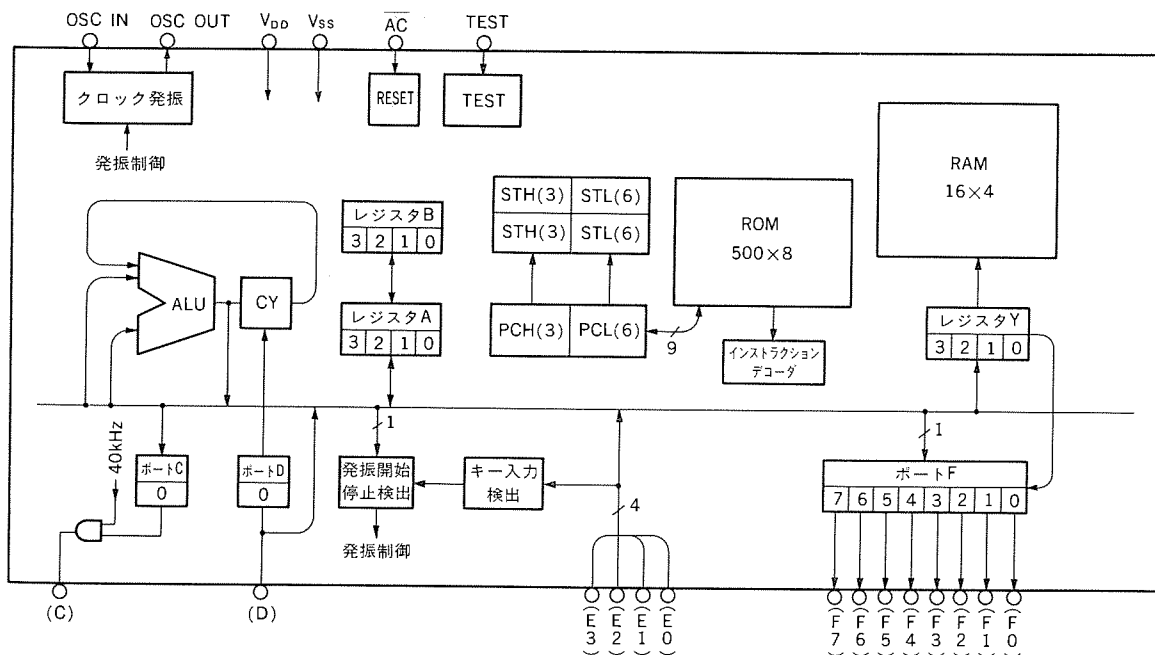 OSC IN OSC OUT VDD VSS AC TEST
クロック発振
RESET
TEST
発振制御
RAM
16×4
STH(3) STL(6)
STH(3) STL(6)
ROM
500×8
レジスタB
3 2 1 0
ALU
CY
レジスタA
3 2 1 0
PCH(3) PCL(6)
9
インストラクション
デコーダ
レジスタY
3 2 1 0
40kHz
ポートC
0
ポートD
0
1
発振開始
停止検出
キー入力
検出
発振制御
4
1
ポートF
7 6 5 4 3 2 1 0
(C)
(D)
(E3)
(E2)
(E1)
(E0)
(F7)
(F6)
(F5)
(F4)
(F3)
(F2)
(F1)
(F0)